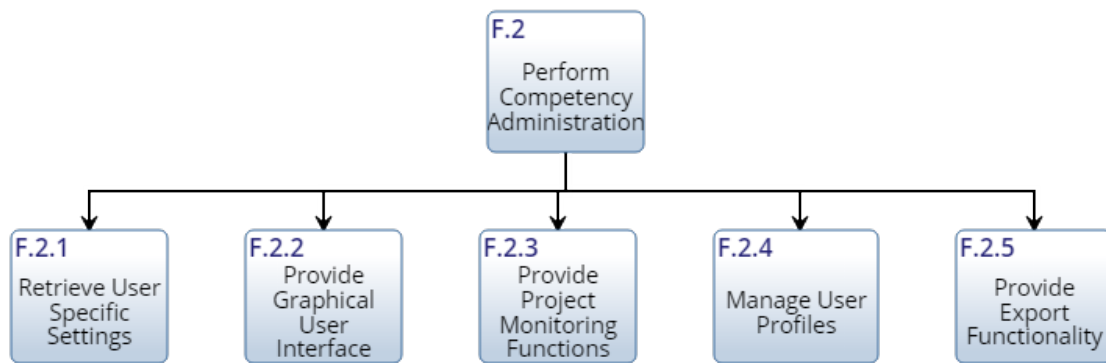 F.2
Perform
Competency
Administration
F.2.1
Retrieve User
Specific
Settings
F.2.2
Provide
Graphical
User
Interface
F.2.3
Provide
Project
Monitoring
Functions
F.2.4
Manage User
Profiles
F.2.5
Provide
Export
Functionality